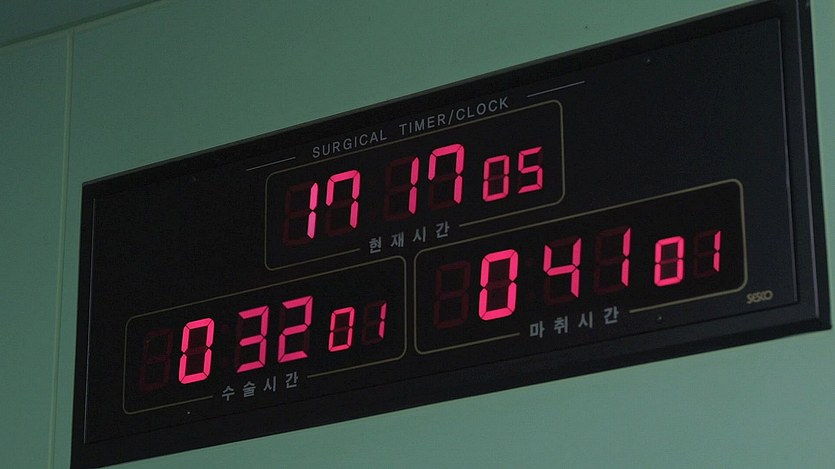 SURGICAL TIMER/CLOCK
17 17 05
현재시간
0 32 01
수술시간
0 41 01
마취시간
SESCO